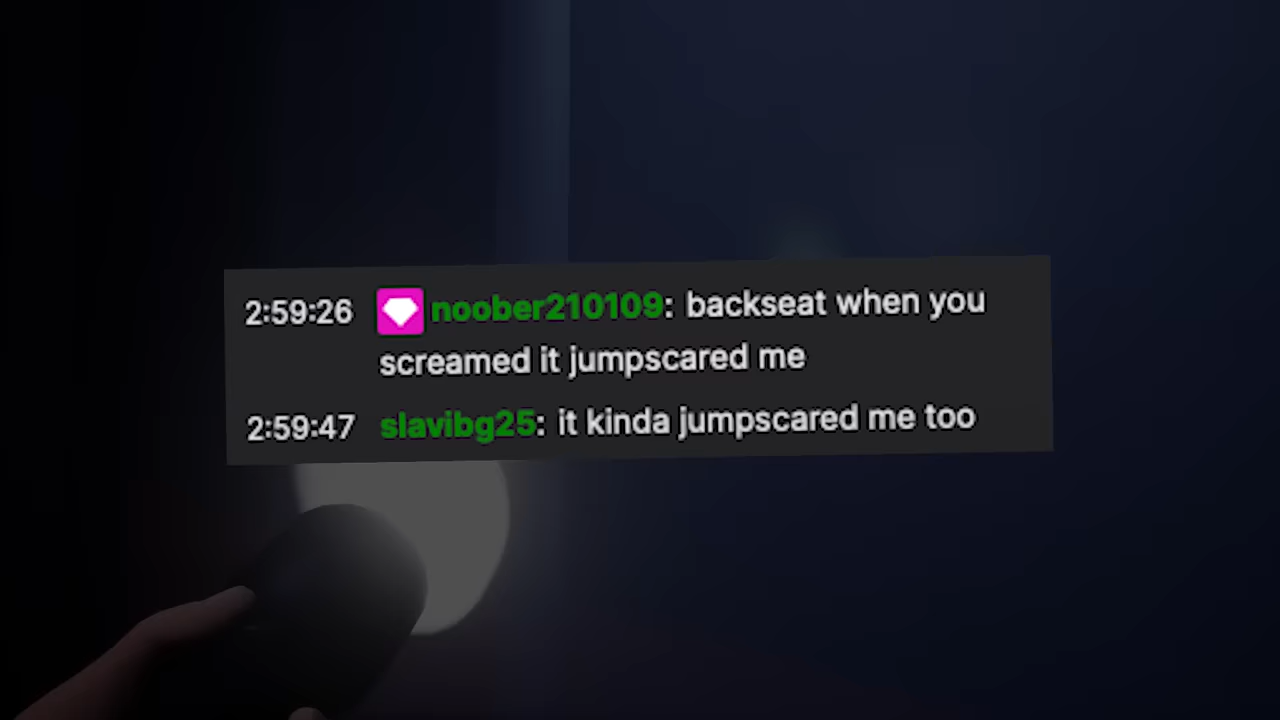 2:59:26 noober210109: backseat when you
screamed it jumpscared me
2:59:47 slavibg25: it kinda jumpscared me too